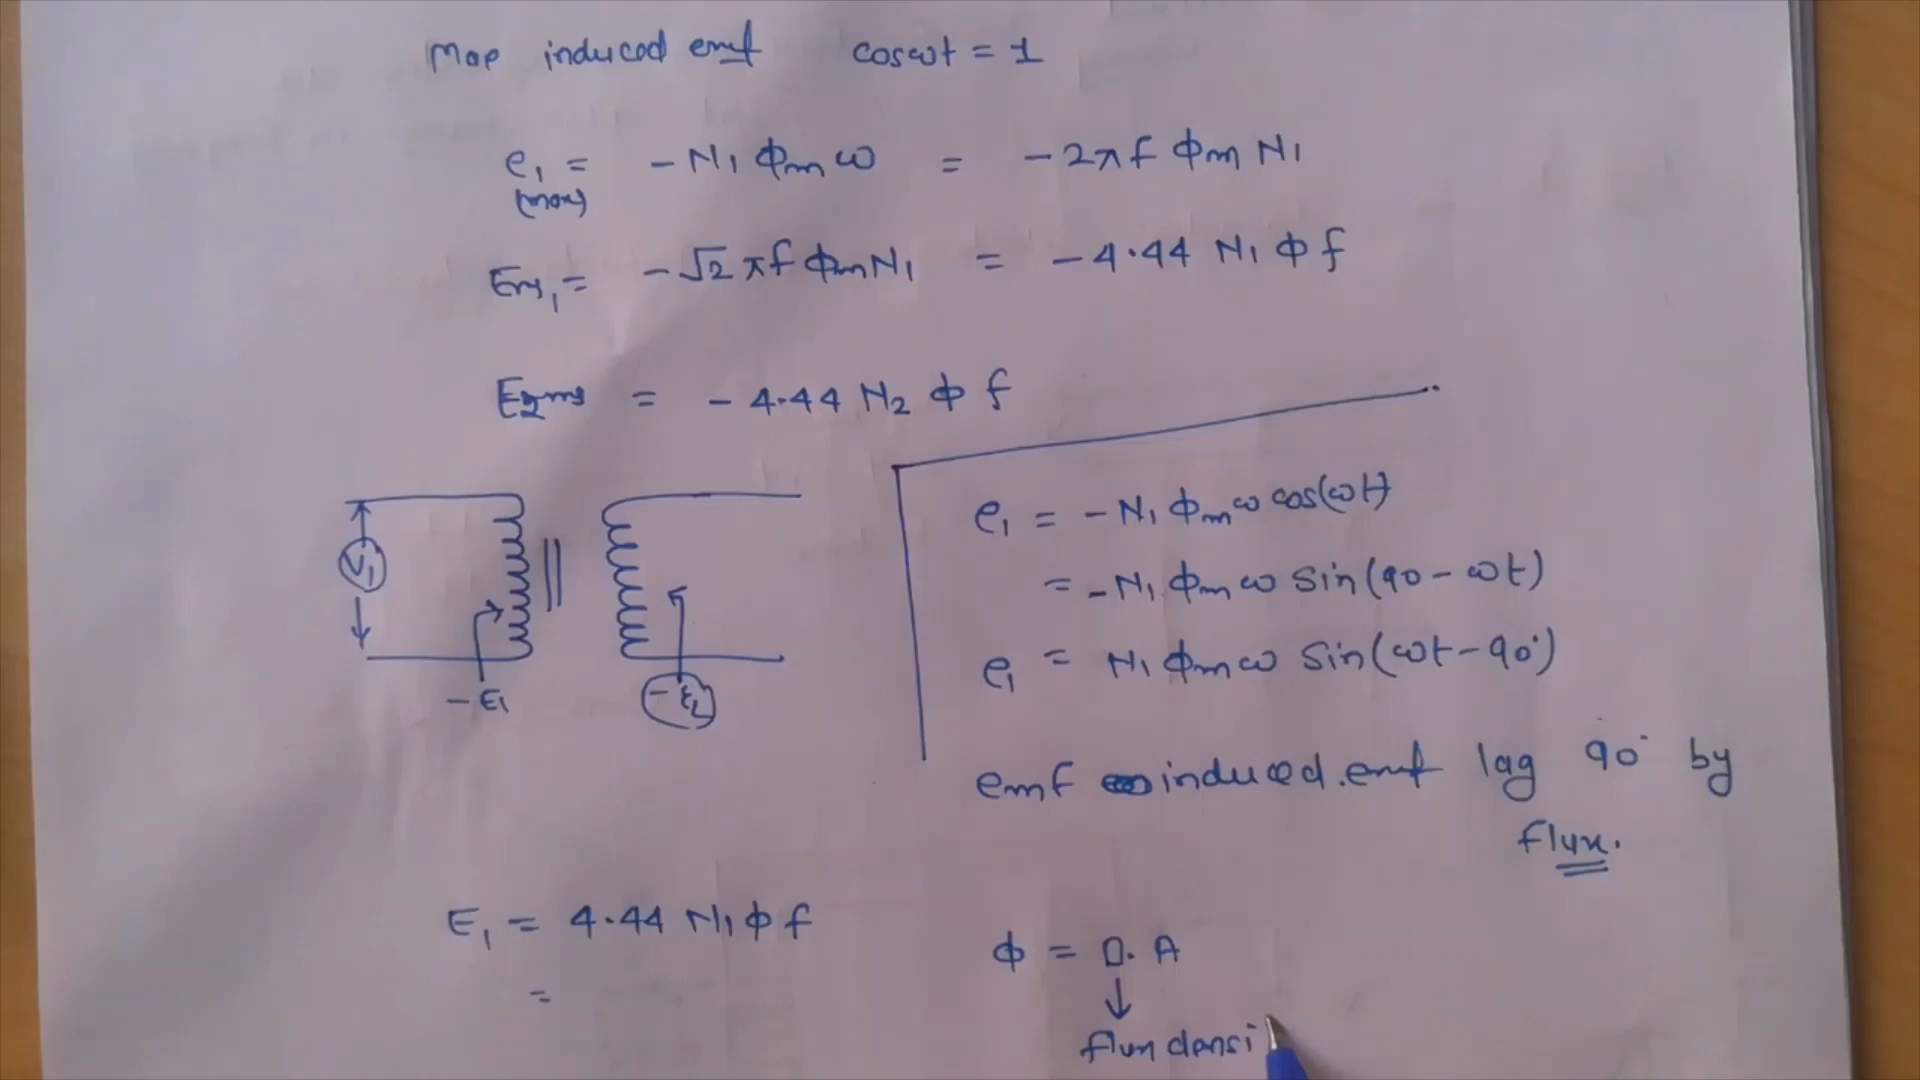 Max induced emf cosωt = 1
e₁ = - N₁ ϕm ω = - 2πf ϕm N₁
(max)
Erms₁ = - √2 πf ϕm N₁ = - 4.44 N₁ ϕ f
E2rms = - 4.44 N₂ ϕ f
e₁ = - N₁ ϕm ω cos(ωt)
= - N₁ ϕm ω sin(90 - ωt)
e₁ = N₁ ϕm ω sin(ωt - 90°)
V₁
- E₁
- E₂
emf induced.emf lag 90° by
flux.
E₁ = 4.44 N₁ ϕ f
=
ϕ = B. A
↓
flux densi